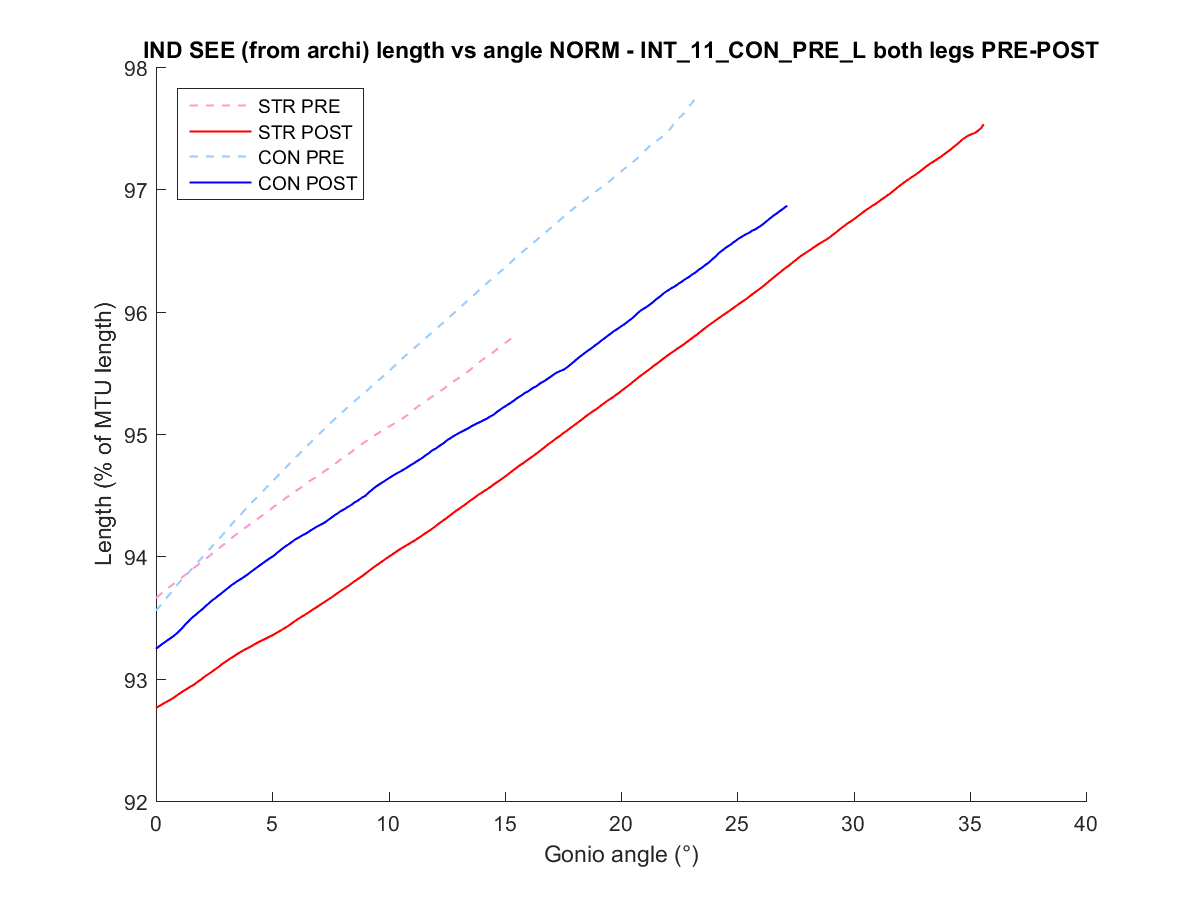 IND SEE (from archi) length vs angle NORM - INT_11_CON_PRE_L both legs PRE-POST
98
97
96
95
94
93
92
Length (% of MTU length)
STR PRE
STR POST
CON PRE
CON POST
0 5 10 15 20 25 30 35 40
Gonio angle (°)